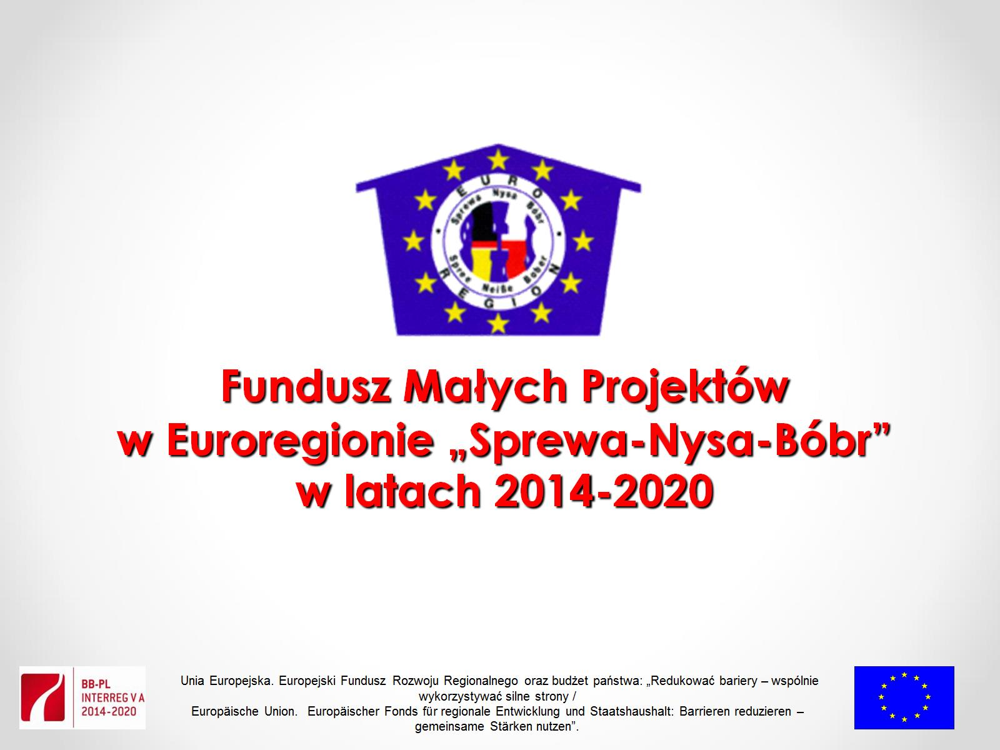 EURO
Sprewa Nysa Bóbr
Spree Neiße Bober
REGION
Fundusz Małych Projektów
w Euroregionie „Sprewa-Nysa-Bóbr”
w latach 2014-2020
BB-PL
INTERREG V A
2014-2020
Unia Europejska. Europejski Fundusz Rozwoju Regionalnego oraz budżet państwa: „Redukować bariery – wspólnie
wykorzystywać silne strony /
Europäische Union. Europäischer Fonds für regionale Entwicklung und Staatshaushalt: Barrieren reduzieren –
gemeinsame Stärken nutzen”.